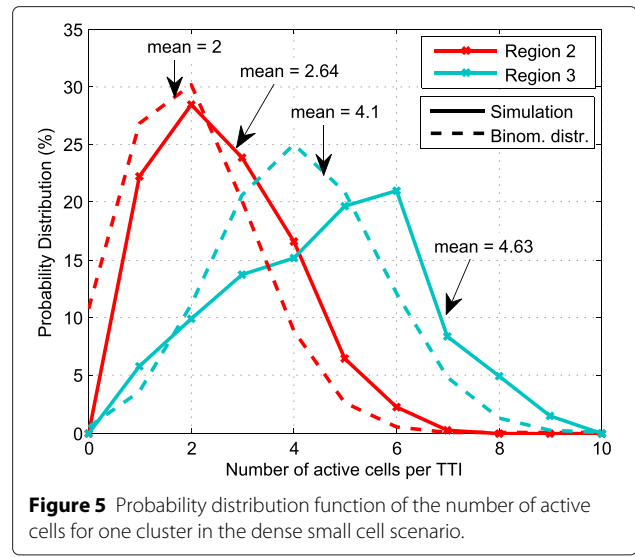 35
30
25
20
15
10
5
0
Probability Distribution (%)
mean = 2
mean = 2.64
mean = 4.1
mean = 4.63
Region 2
Region 3
Simulation
Binom. distr.
0 2 4 6 8 10
Number of active cells per TTI
Figure 5 Probability distribution function of the number of active
cells for one cluster in the dense small cell scenario.